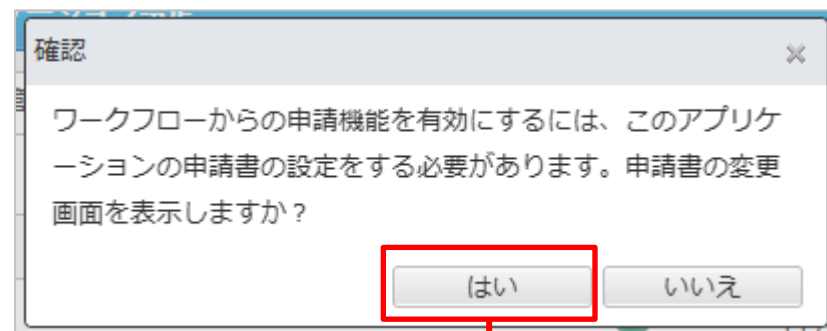 確認
ワークフローからの申請機能を有効にするには、このアプリケ
ーションの申請書の設定をする必要があります。申請書の変更
画面を表示しますか？
はい
いいえ